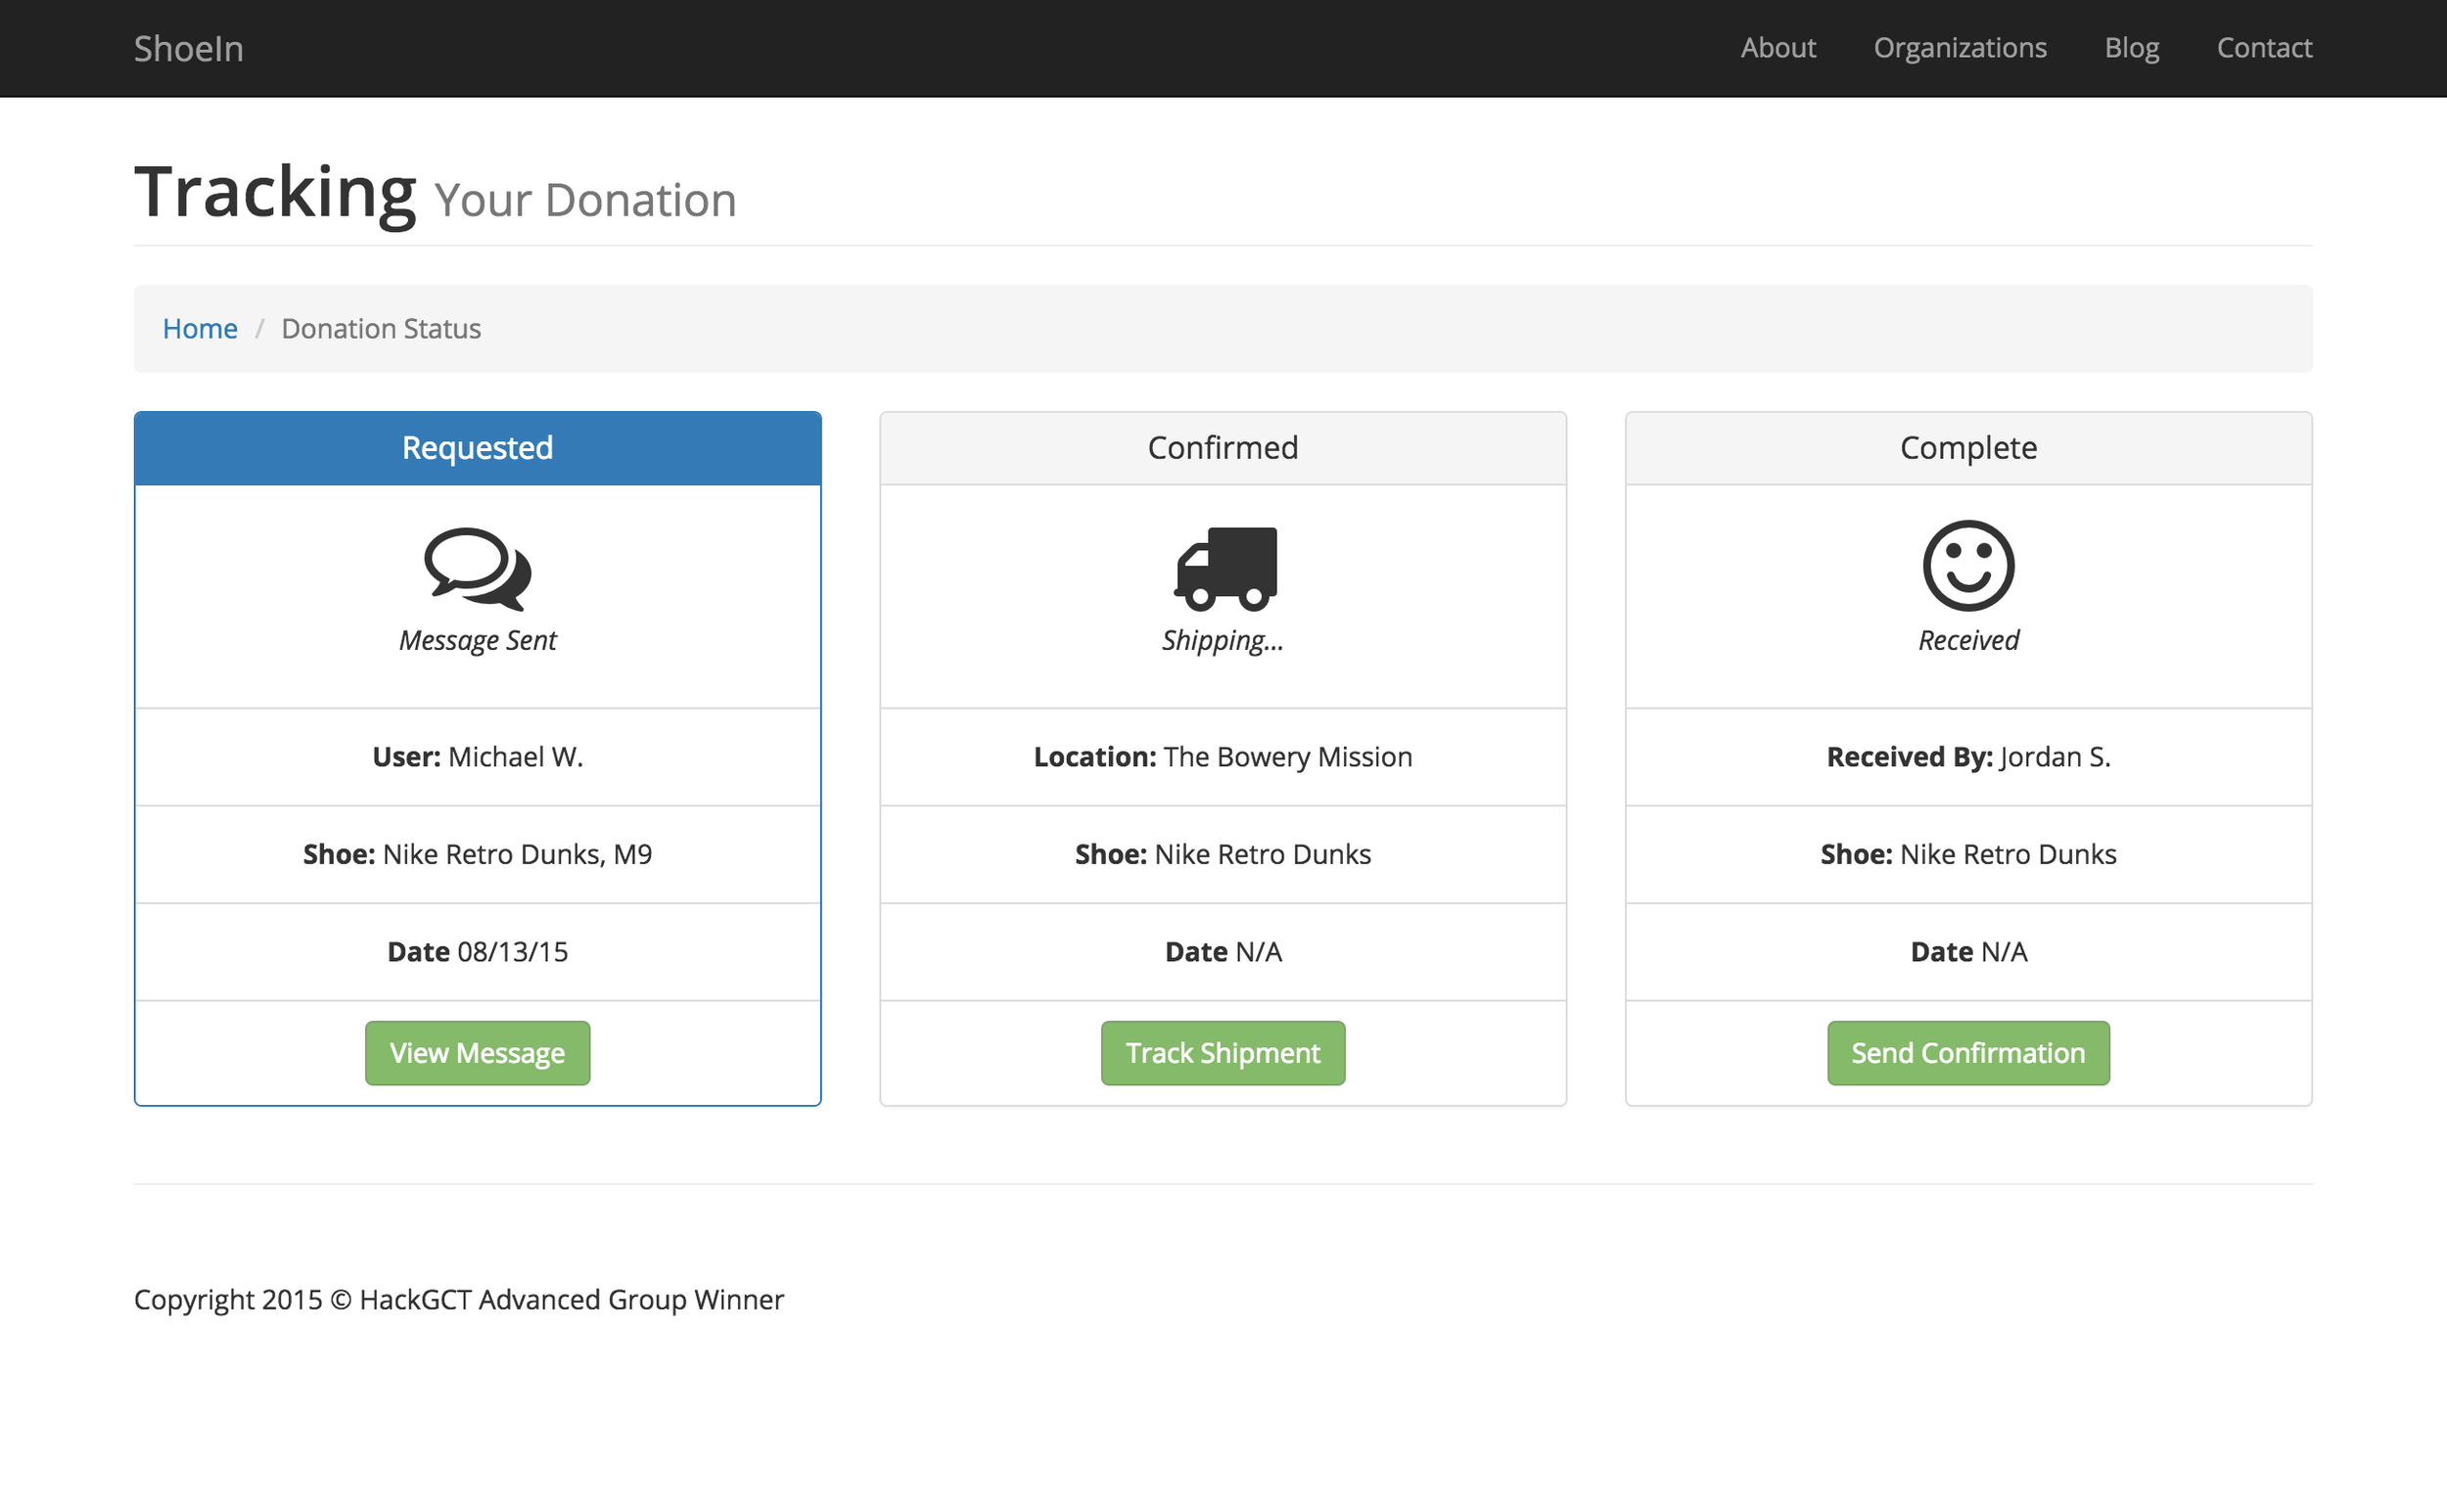 ShoeIn About Organizations Blog Contact
Tracking Your Donation
Home / Donation Status
Requested
Message Sent
User: Michael W.
Shoe: Nike Retro Dunks, M9
Date 08/13/15
View Message
Confirmed
Shipping...
Location: The Bowery Mission
Shoe: Nike Retro Dunks
Date N/A
Track Shipment
Complete
Received
Received By: Jordan S.
Shoe: Nike Retro Dunks
Date N/A
Send Confirmation
Copyright 2015 © HackGCT Advanced Group Winner